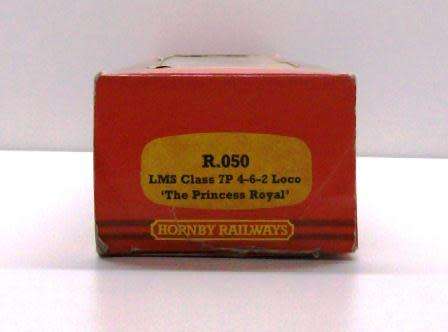 R.050
LMS Class 7P 4-6-2 Loco
'The Princess Royal'
HORNBY RAILWAYS